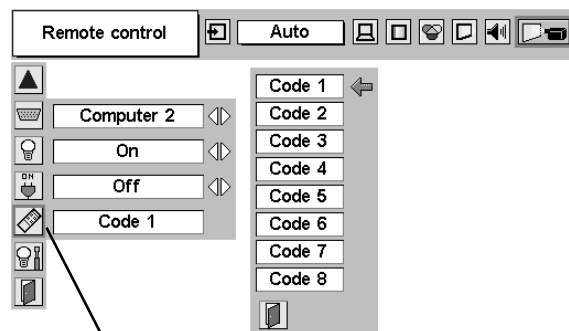 Remote control
Auto
Computer 2
On
ON
Off
Code 1
Code 1
Code 2
Code 3
Code 4
Code 5
Code 6
Code 7
Code 8